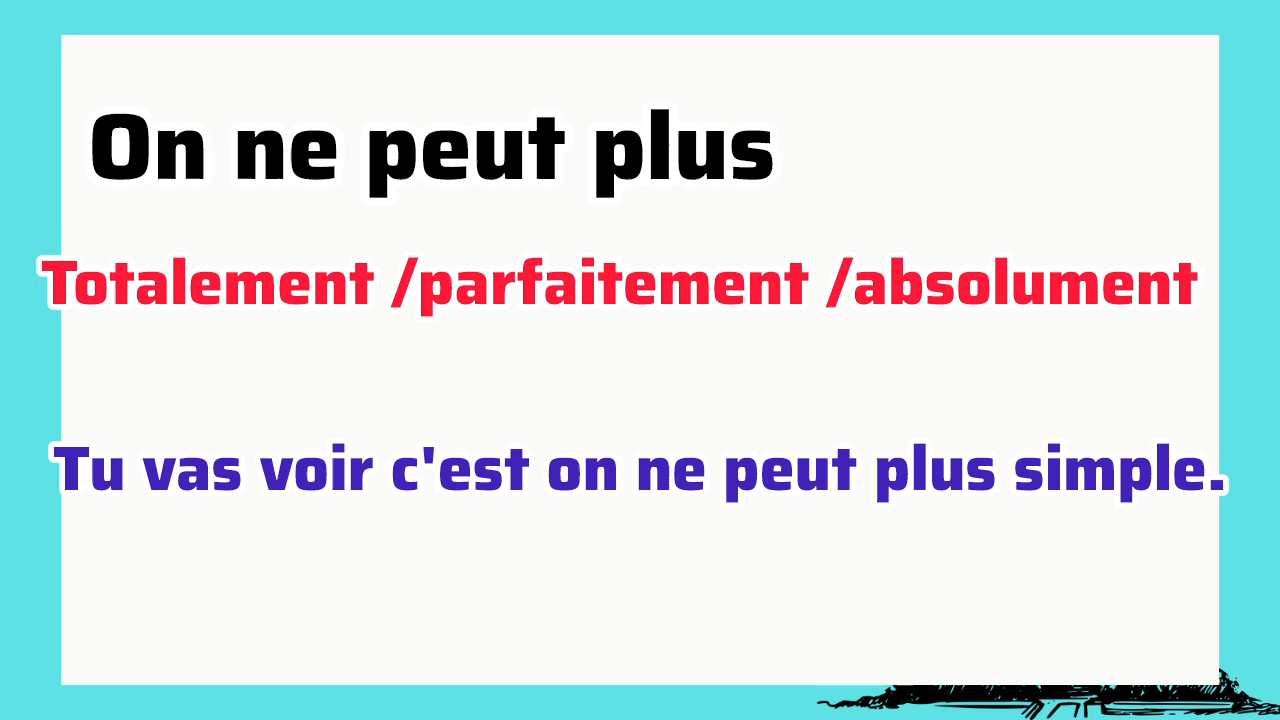 On ne peut plus
Totalement /parfaitement /absolument
Tu vas voir c'est on ne peut plus simple.